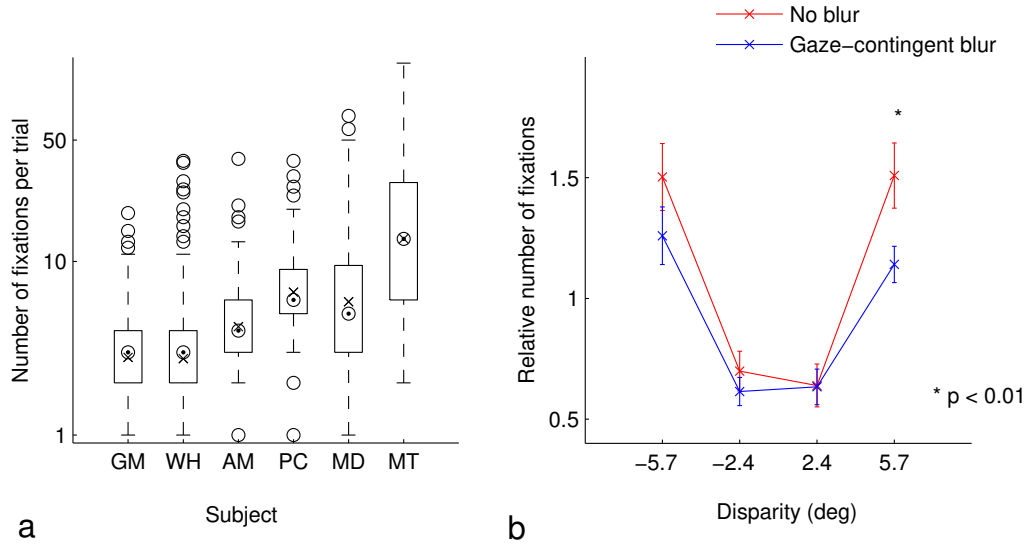 No blur
Gaze-contingent blur
Number of fixations per trial
50
10
1
GM WH AM PC MD MT
Subject
a
Relative number of fixations
1.5
1
0.5
*
* p < 0.01
−5.7 −2.4 2.4 5.7
Disparity (deg)
b